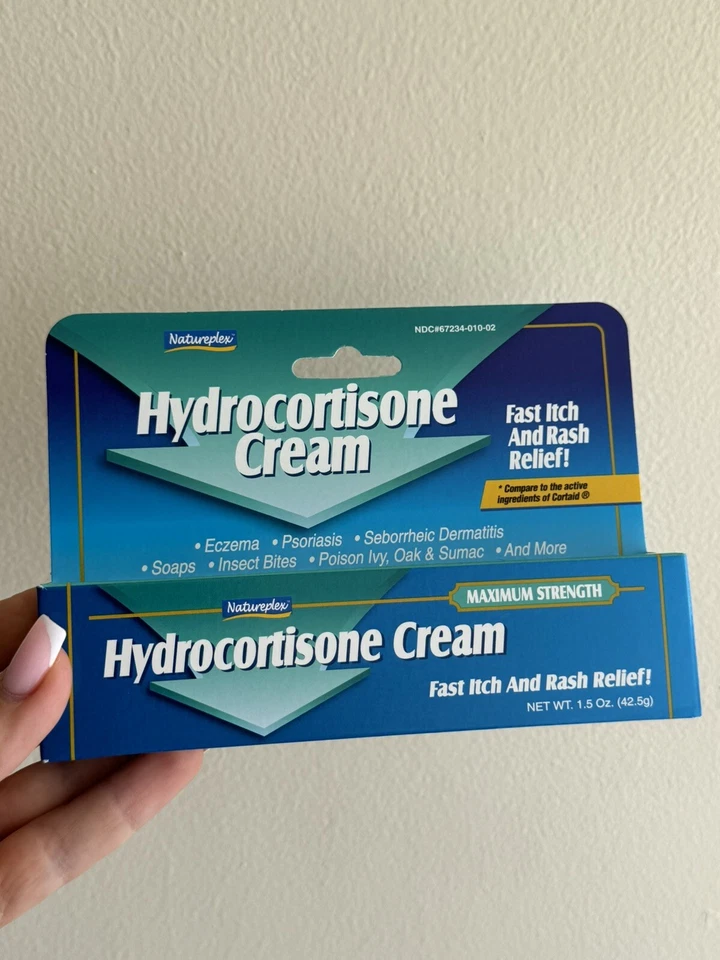 Natureplex™
NDC#67234-010-02
Hydrocortisone
Cream
Fast Itch
And Rash
Relief!
* Compare to the active
ingredients of Cortaid ®
• Eczema • Psoriasis • Seborrheic Dermatitis
• Soaps • Insect Bites • Poison Ivy, Oak & Sumac • And More
Natureplex™
MAXIMUM STRENGTH
Hydrocortisone Cream
Fast Itch And Rash Relief!
NET WT. 1.5 Oz. (42.5g)